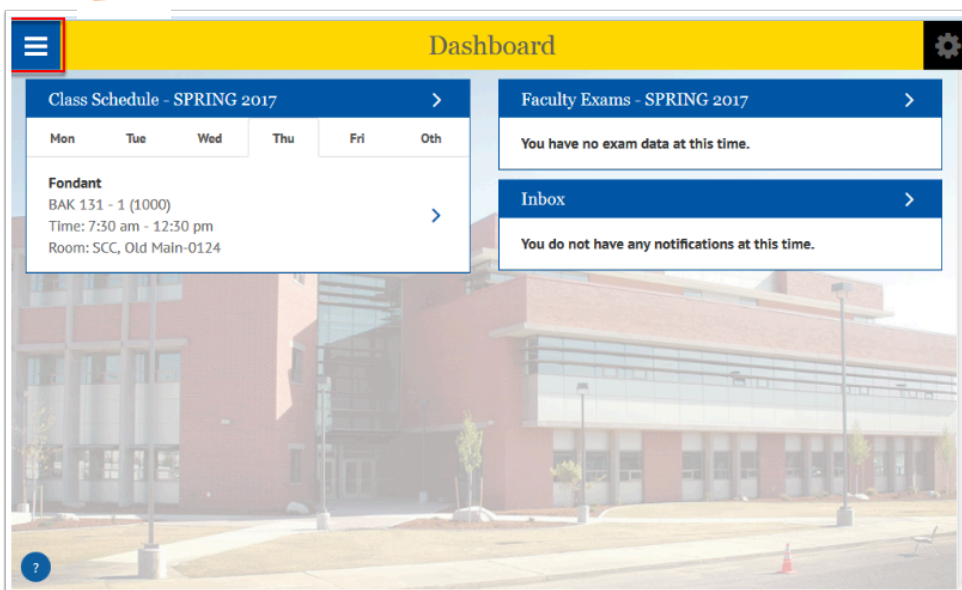 Dashboard
Class Schedule - SPRING 2017
Mon Tue Wed Thu Fri Oth
Fondant
BAK 131 - 1 (1000)
Time: 7:30 am - 12:30 pm
Room: SCC, Old Main-0124
Faculty Exams - SPRING 2017
You have no exam data at this time.
Inbox
You do not have any notifications at this time.
?